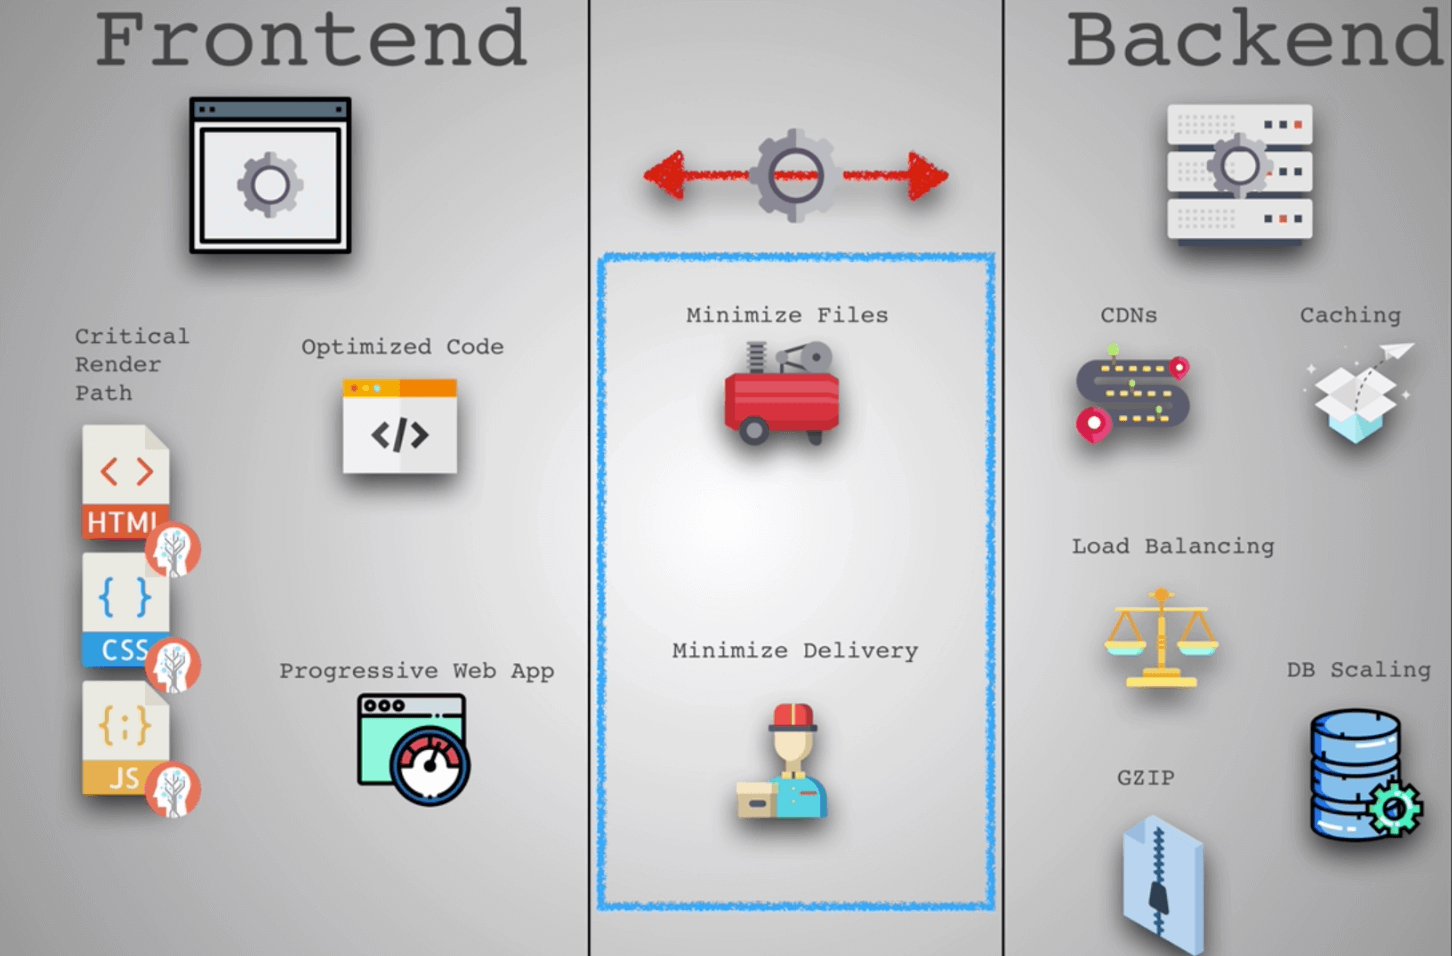 Frontend
Backend
Critical
Render
Path
HTML
CSS
JS
Optimized Code
</>
Progressive Web App
Minimize Files
Minimize Delivery
CDNs
Caching
Load Balancing
DB Scaling
GZIP